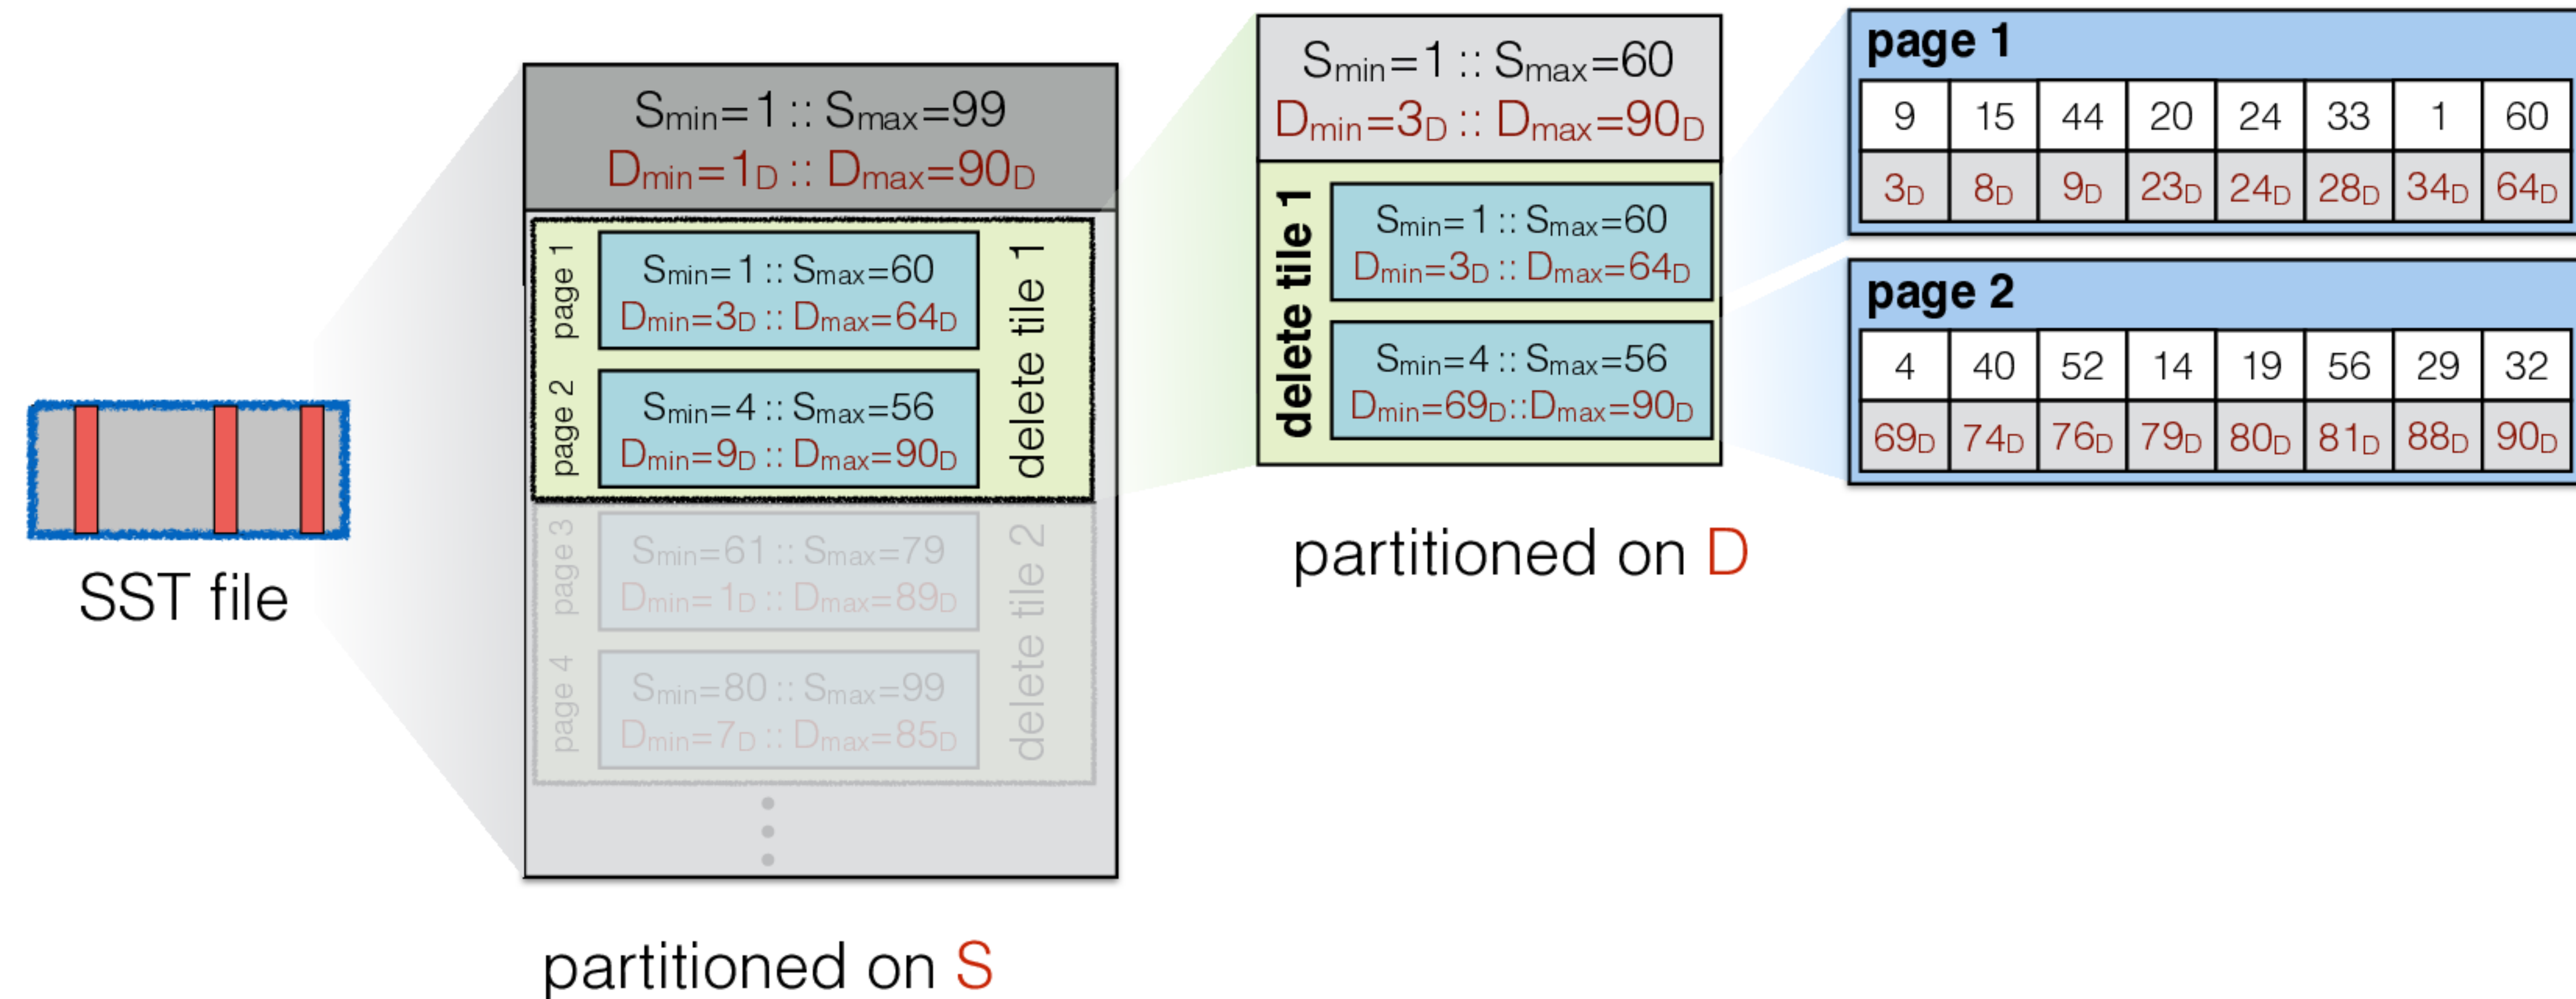 SST file
Smin=1 :: Smax=99
Dmin=1D :: Dmax=90D
page 1
Smin=1 :: Smax=60
Dmin=3D :: Dmax=64D
page 2
Smin=4 :: Smax=56
Dmin=9D :: Dmax=90D
delete tile 1
page 3
Smin=61 :: Smax=79
Dmin=1D :: Dmax=89D
page 4
Smin=80 :: Smax=99
Dmin=7D :: Dmax=85D
delete tile 2
partitioned on S
Smin=1 :: Smax=60
Dmin=3D :: Dmax=90D
delete tile 1
Smin=1 :: Smax=60
Dmin=3D :: Dmax=64D
Smin=4 :: Smax=56
Dmin=69D::Dmax=90D
partitioned on D
page 1
9 15 44 20 24 33 1 60
3D 8D 9D 23D 24D 28D 34D 64D
page 2
4 40 52 14 19 56 29 32
69D 74D 76D 79D 80D 81D 88D 90D